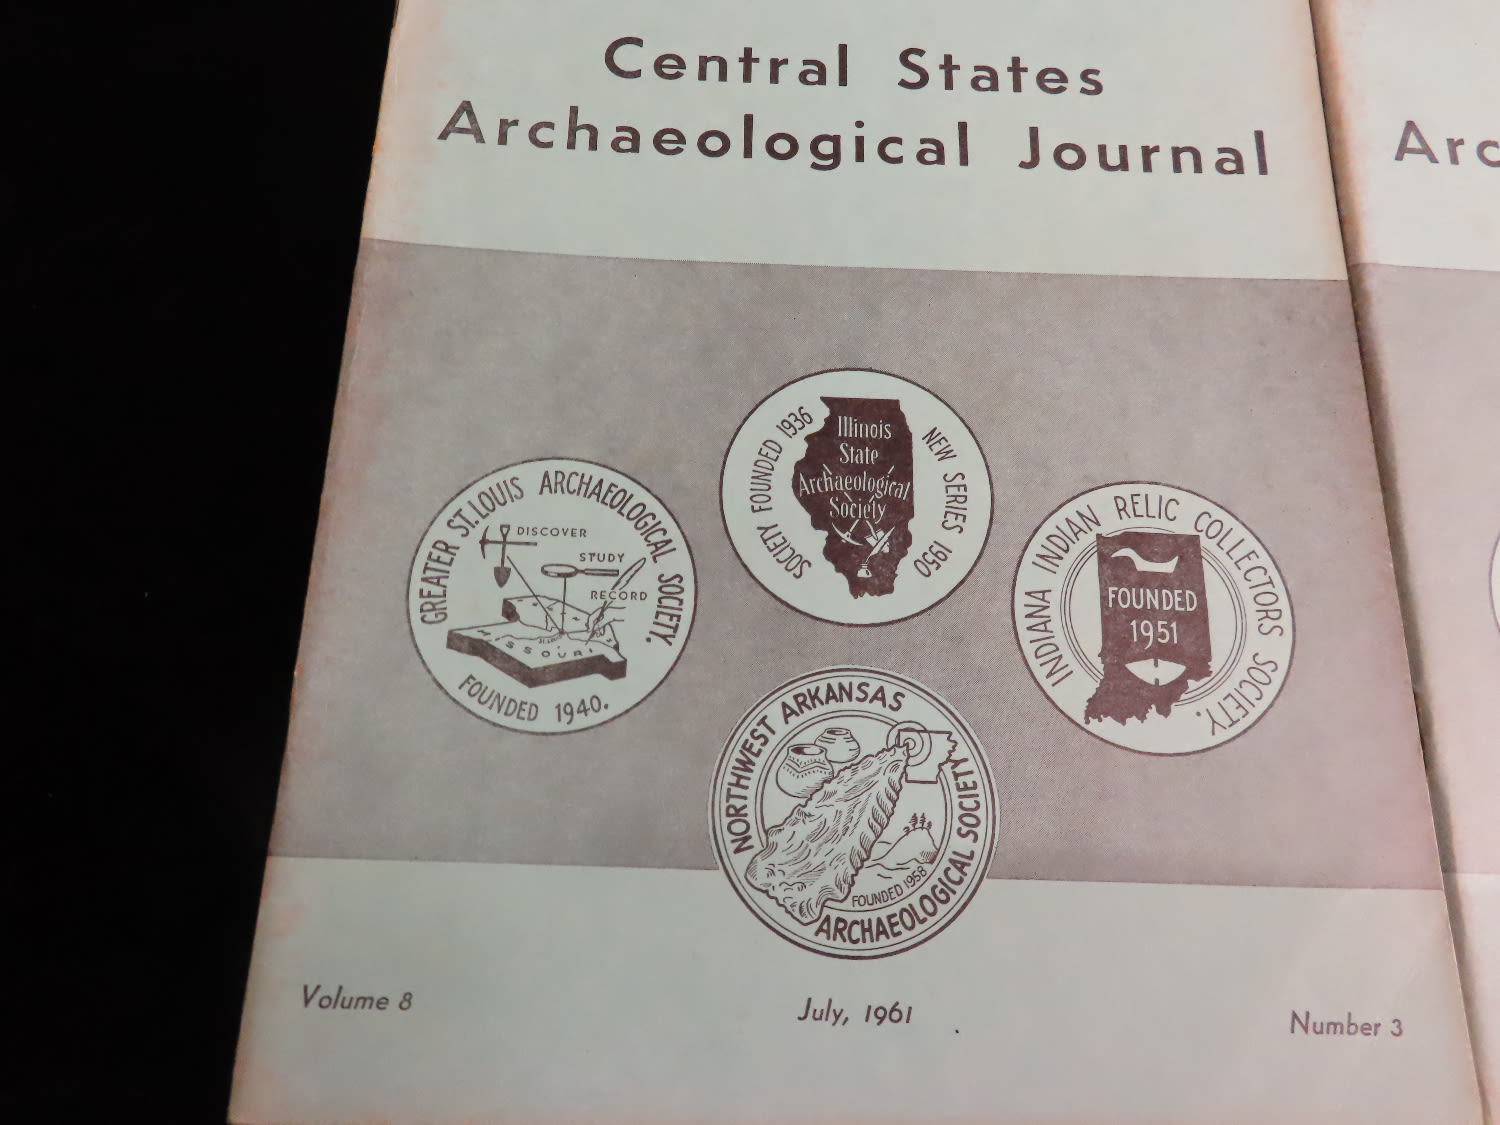 Central States
Archaeological Journal
Arc
SOCIETY FOUNDED 1936
NEW SERIES 1950
Illinois
State
Archaeological
Society
GREATER ST. LOUIS ARCHAEOLOGICAL SOCIETY.
DISCOVER
STUDY
RECORD
MISSOURI
FOUNDED 1940.
INDIANA INDIAN RELIC COLLECTORS SOCIETY.
FOUNDED
1951
NORTHWEST ARKANSAS
ARCHAEOLOGICAL SOCIETY
FOUNDED 1958
Volume 8
July, 1961
Number 3